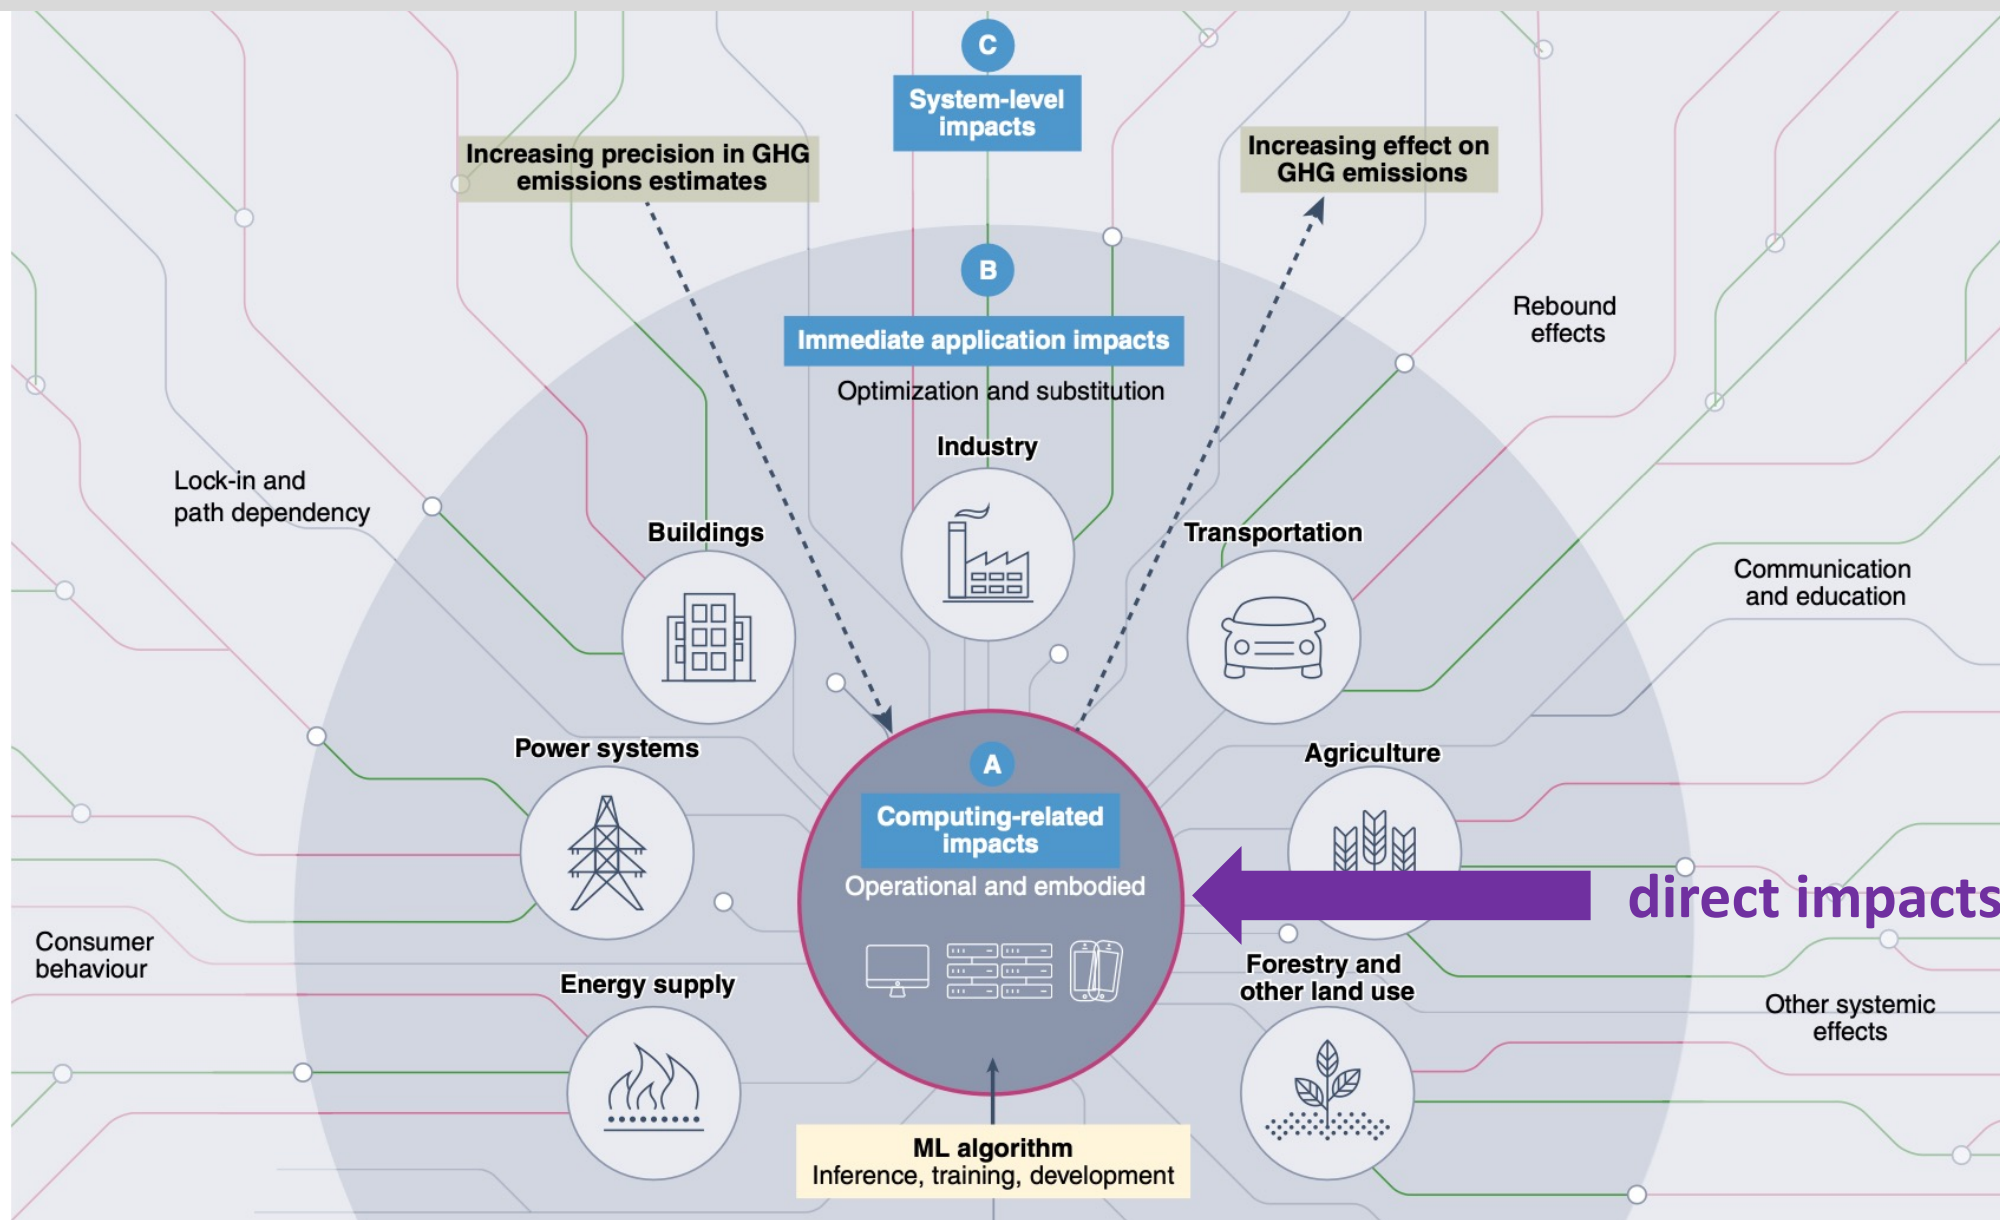 C
System-level
impacts
Increasing precision in GHG
emissions estimates
Increasing effect on
GHG emissions
B
Immediate application impacts
Optimization and substitution
Rebound
effects
Industry
Lock-in and
path dependency
Buildings
Transportation
Communication
and education
Power systems
Agriculture
A
Computing-related
impacts
Operational and embodied
direct impacts
Consumer
behaviour
Energy supply
Forestry and
other land use
Other systemic
effects
ML algorithm
Inference, training, development